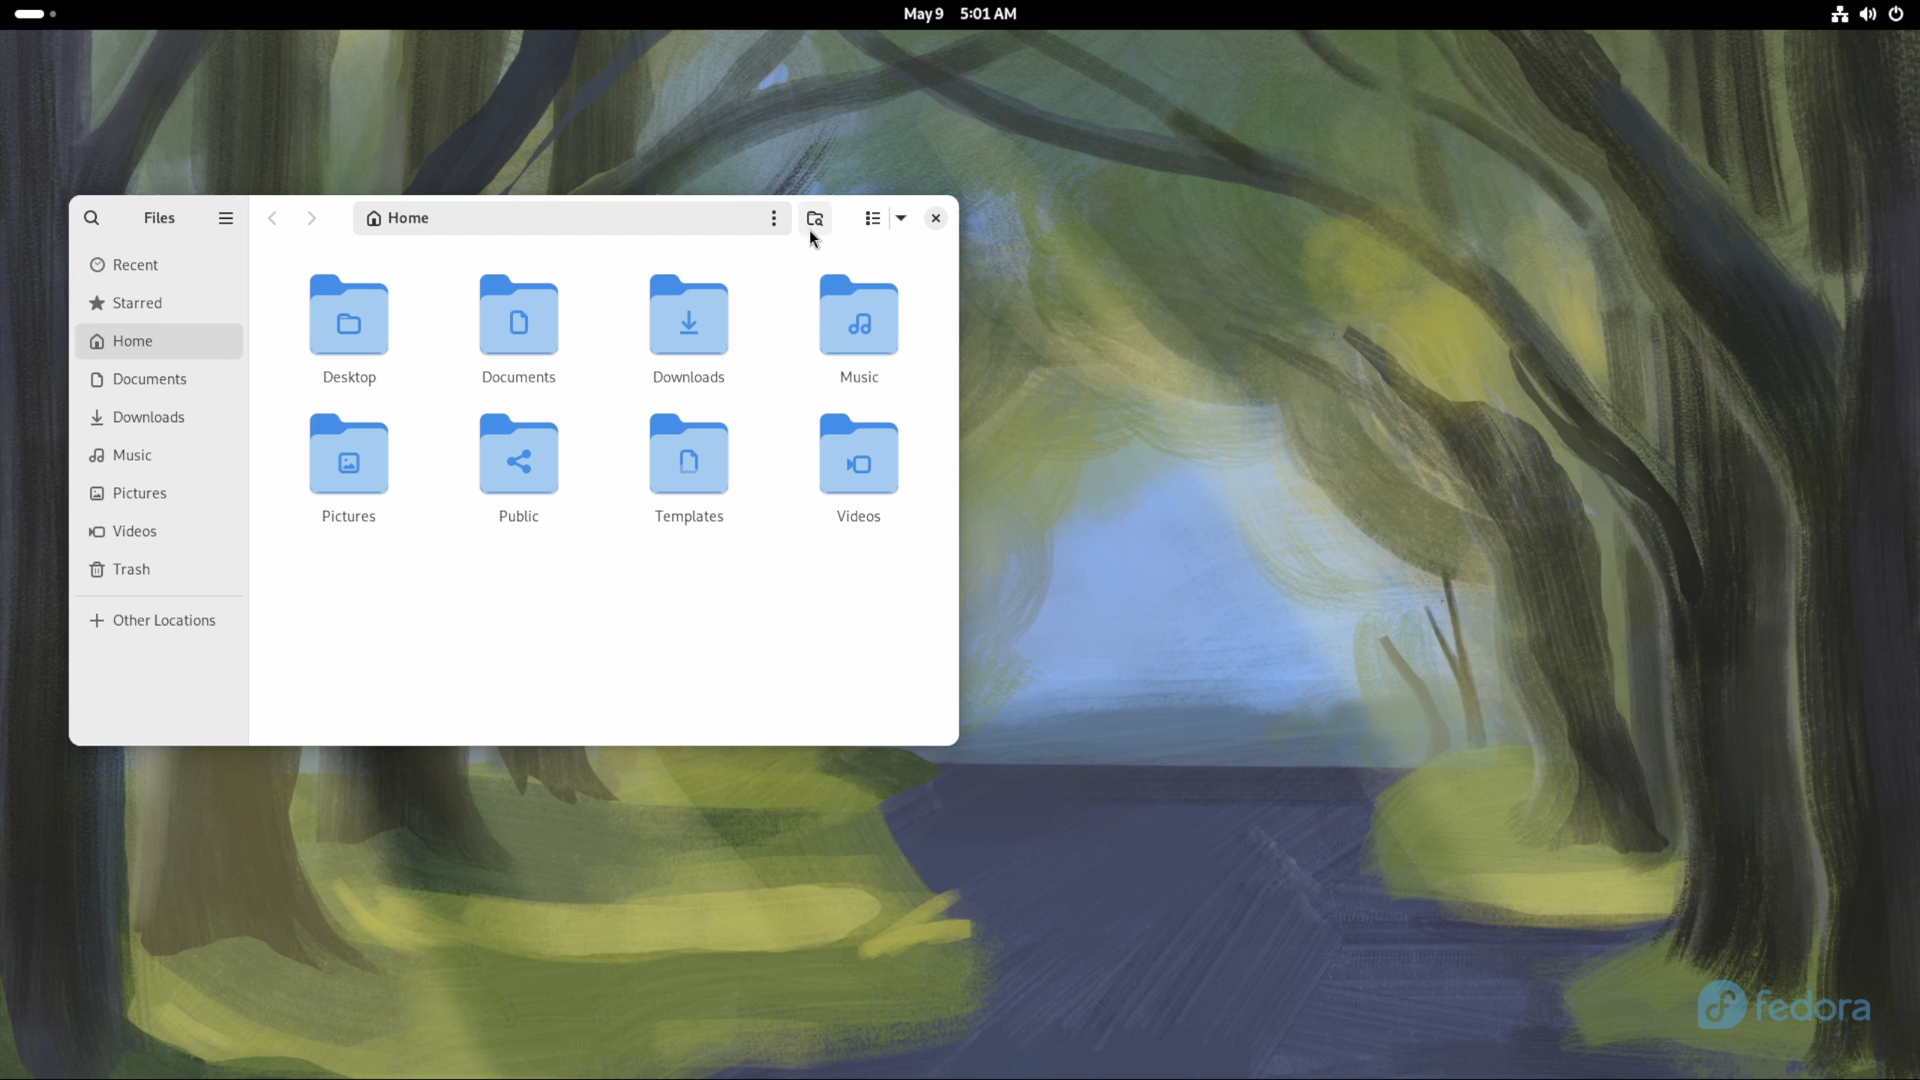 May 9 5:01 AM
Files
Home
Recent
Starred
Home
Documents
Downloads
Music
Pictures
Videos
Trash
Other Locations
Desktop Documents Downloads Music
Pictures Public Templates Videos
fedora